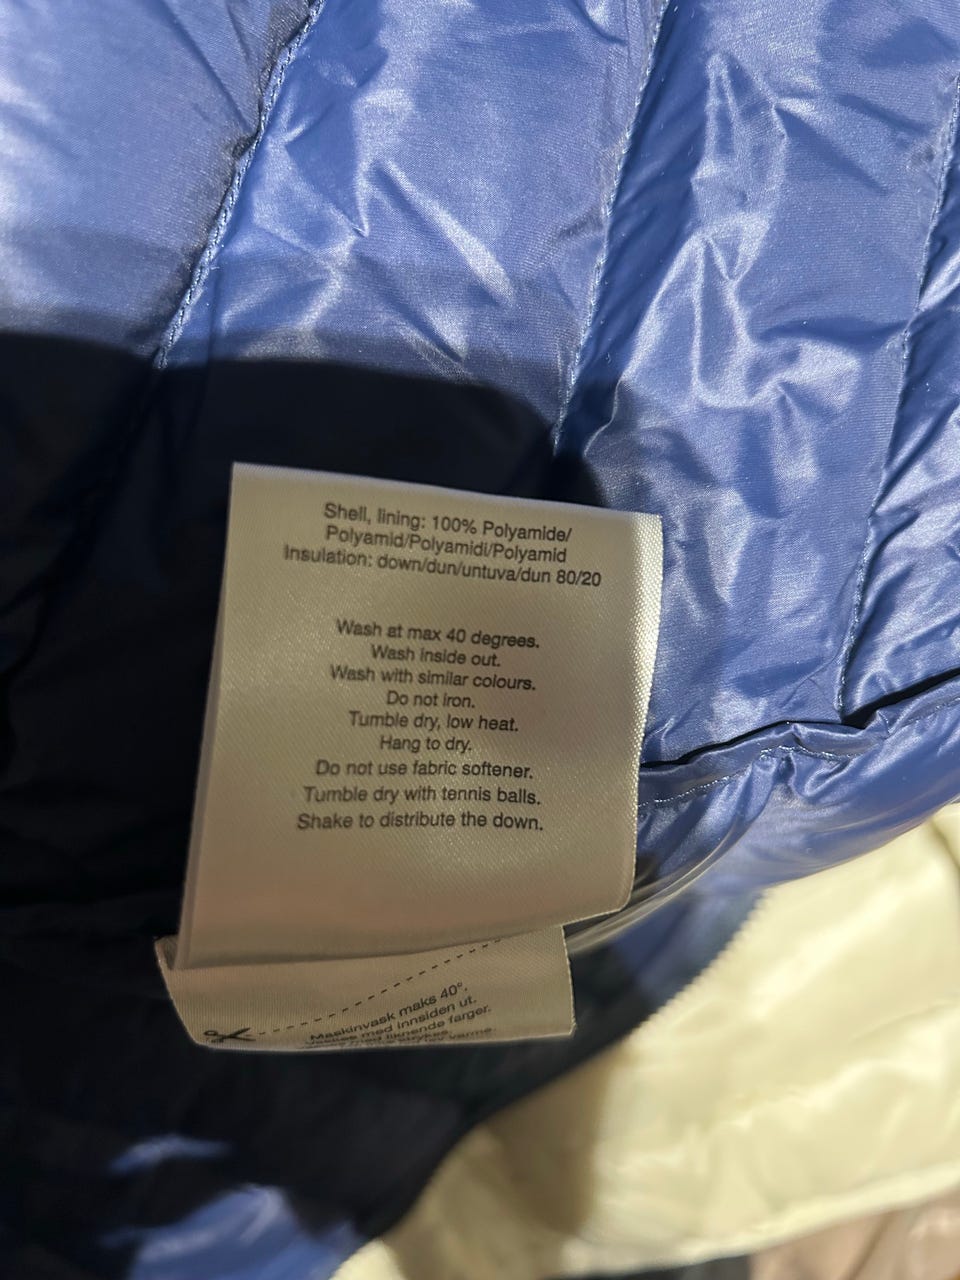 Shell, lining: 100% Polyamide/
Polyamid/Polyamidi/Polyamid
Insulation: down/dun/untuva/dun 80/20
Wash at max 40 degrees.
Wash inside out.
Wash with similar colours.
Do not iron.
Tumble dry, low heat.
Hang to dry.
Do not use fabric softener.
Tumble dry with tennis balls.
Shake to distribute the down.
Maskinvask maks 40°.
Vaskes med innsiden ut.
liknende farger.